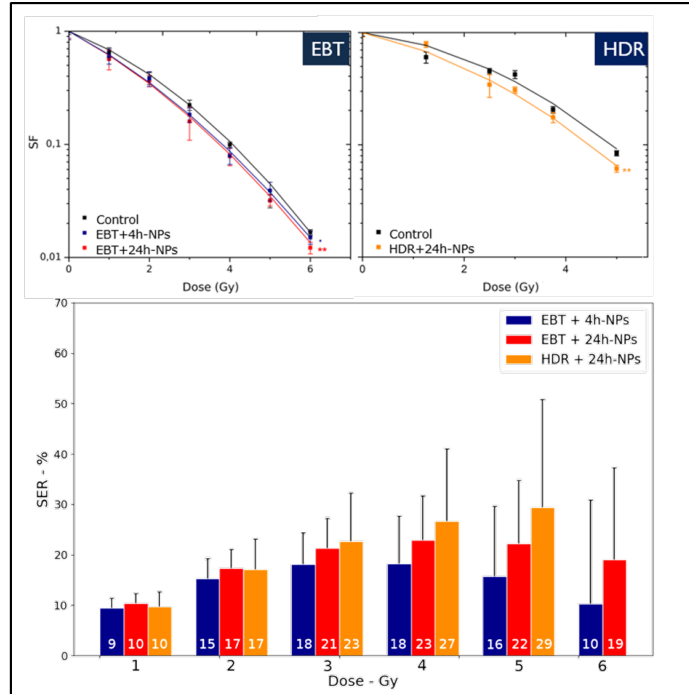 EBT
1
0,1
0.01
SF
Control
EBT+4h-NPs
EBT+24h-NPs
*
**
0
2
4
6
Dose (Gy)
HDR
Control
HDR+24h-NPs
**
0
2
4
Dose (Gy)
70
60
50
40
30
20
10
0
SER - %
EBT + 4h-NPs
EBT + 24h-NPs
HDR + 24h-NPs
9 10 10 15 17 17 18 21 23 18 23 27 16 22 29 10 19
1 2 3 4 5 6
Dose - Gy